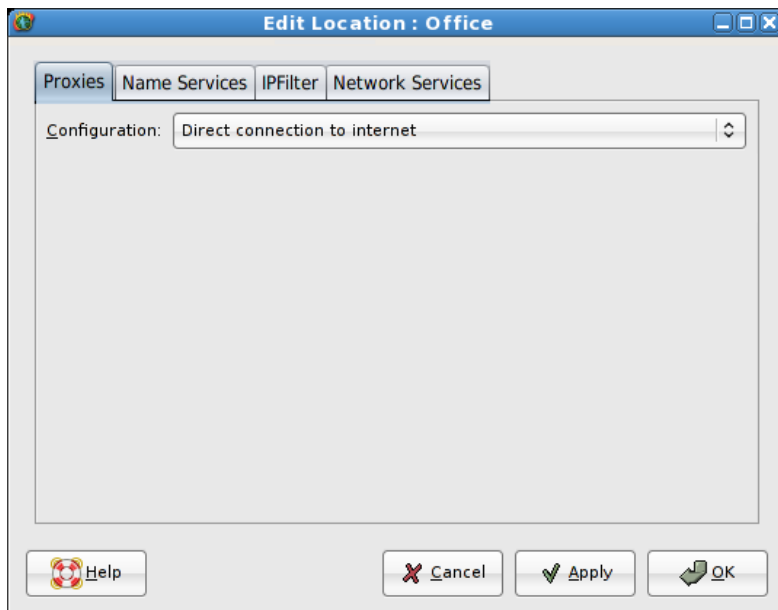 Edit Location : Office
Proxies Name Services IPFilter Network Services
Configuration: Direct connection to internet
Help Cancel Apply OK